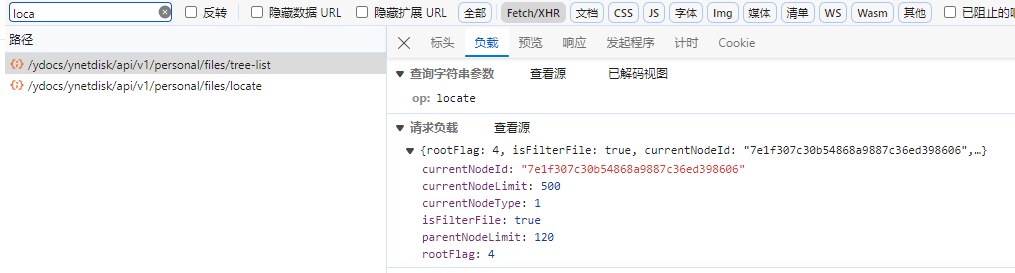 loca 反转 隐藏数据 URL 隐藏扩展 URL 全部 Fetch/XHR 文档 CSS JS 字体 Img 媒体 清单 WS Wasm 其他 已阻止的
路径
标头 负载 预览 响应 发起程序 计时 Cookie
/ydocs/ynetdisk/api/v1/personal/files/tree-list
/ydocs/ynetdisk/api/v1/personal/files/locate
查询字符串参数 查看源 已解码视图
op: locate
请求负载 查看源
{rootFlag: 4, isFilterFile: true, currentNodeId: "7e1f307c30b54868a9887c36ed398606",…}
currentNodeId: "7e1f307c30b54868a9887c36ed398606"
currentNodeLimit: 500
currentNodeType: 1
isFilterFile: true
parentNodeLimit: 120
rootFlag: 4